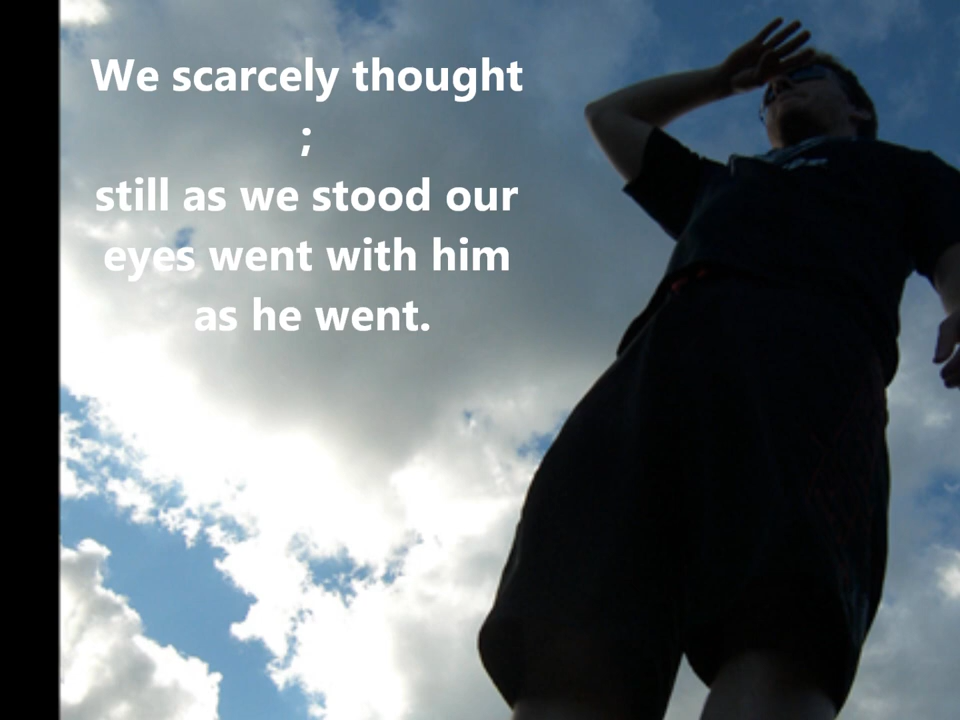 We scarcely thought
;
still as we stood our
eyes went with him
as he went.